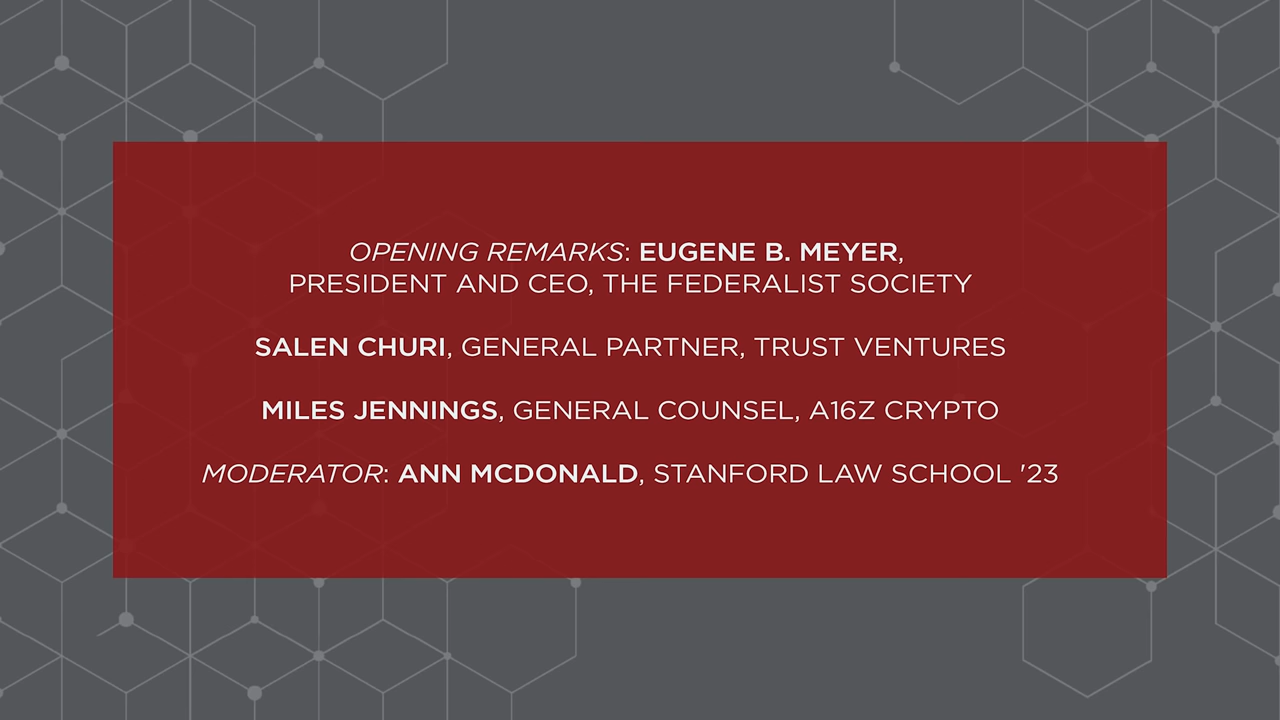 OPENING REMARKS: EUGENE B. MEYER,
PRESIDENT AND CEO, THE FEDERALIST SOCIETY
SALEN CHURI, GENERAL PARTNER, TRUST VENTURES
MILES JENNINGS, GENERAL COUNSEL, A16Z CRYPTO
MODERATOR: ANN MCDONALD, STANFORD LAW SCHOOL '23